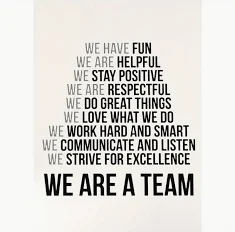 WE HAVE FUN
WE ARE HELPFUL
WE STAY POSITIVE
WE ARE RESPECTFUL
WE DO GREAT THINGS
WE LOVE WHAT WE DO
WE WORK HARD AND SMART
WE COMMUNICATE AND LISTEN
WE STRIVE FOR EXCELLENCE
WE ARE A TEAM